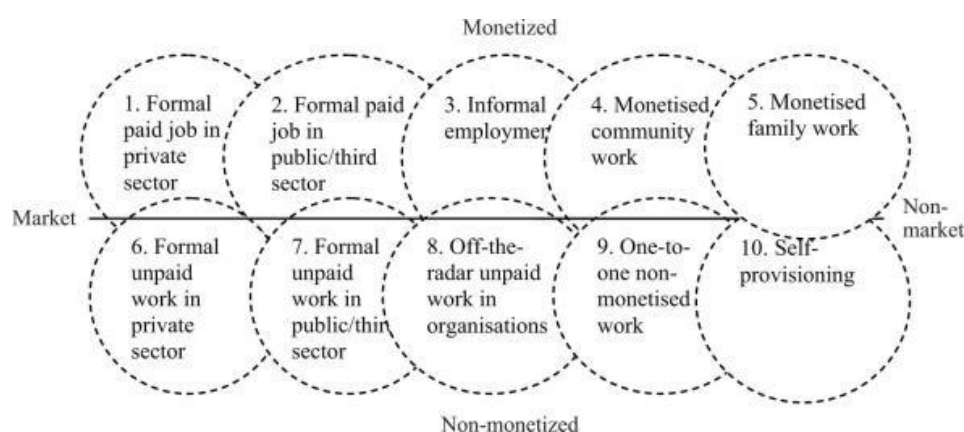 Monetized
1. Formal
paid job in
private
sector
2. Formal paid
job in
public/third
sector
3. Informal
employmer
4. Monetised
community
work
5. Monetised
family work
Market
Non-
market
6. Formal
unpaid
work in
private
sector
7. Formal
unpaid
work in
public/thir
sector
8. Off-the-
radar unpaid
work in
organisations
9. One-to-
one non-
monetised
work
10. Self-
provisioning
Non-monetized